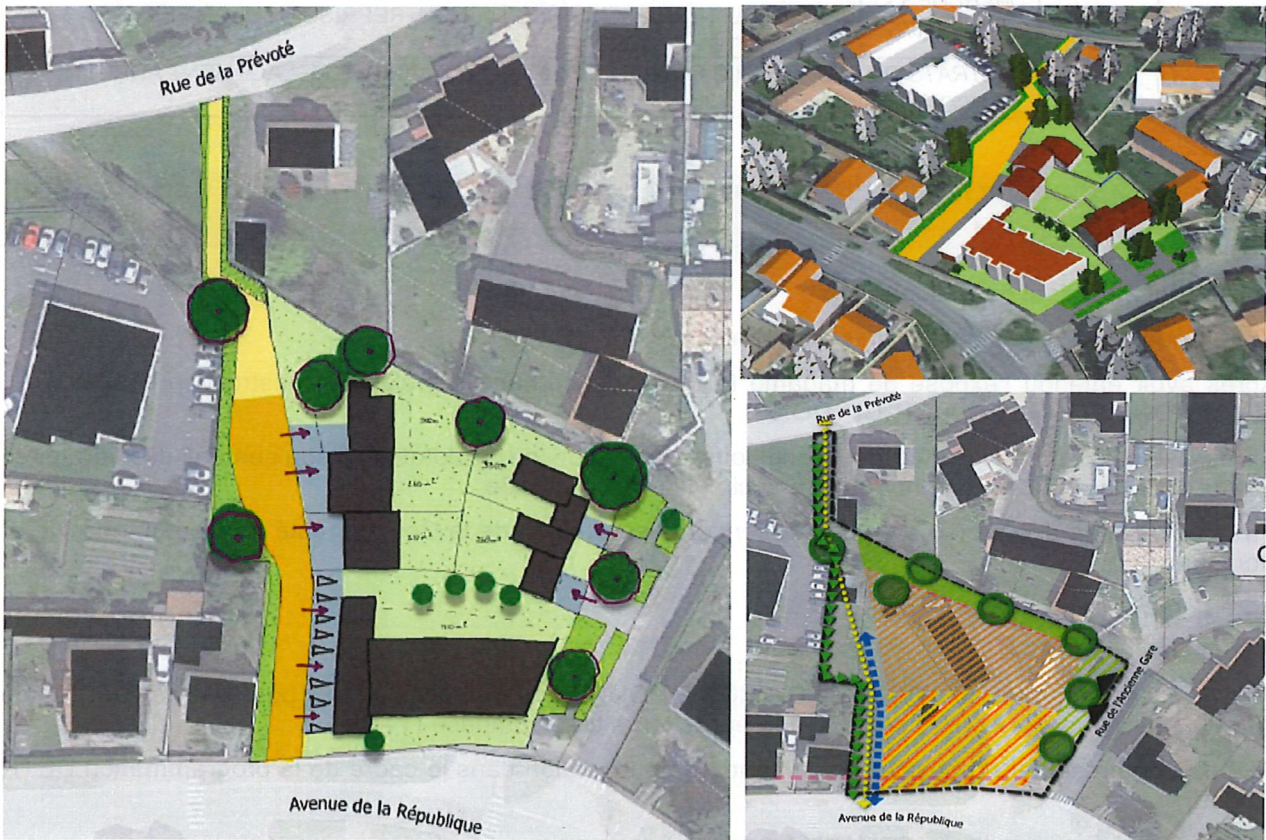 Rue de la Prévôté
Avenue de la République
Rue de la Prévoté
Rue de l'Ancienne Gare
Avenue de la République